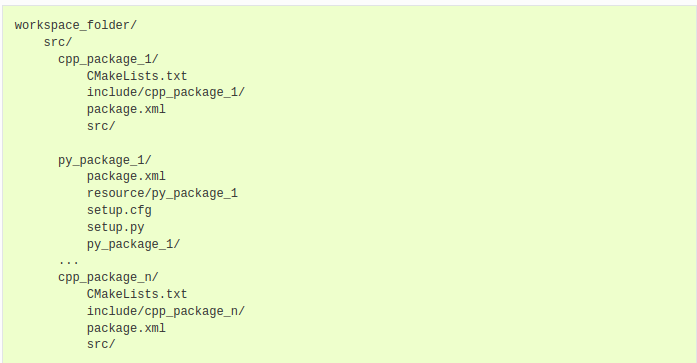 workspace_folder/
    src/
      cpp_package_1/
          CMakeLists.txt
          include/cpp_package_1/
          package.xml
          src/

      py_package_1/
          package.xml
          resource/py_package_1
          setup.cfg
          setup.py
          py_package_1/
      ...
      cpp_package_n/
          CMakeLists.txt
          include/cpp_package_n/
          package.xml
          src/